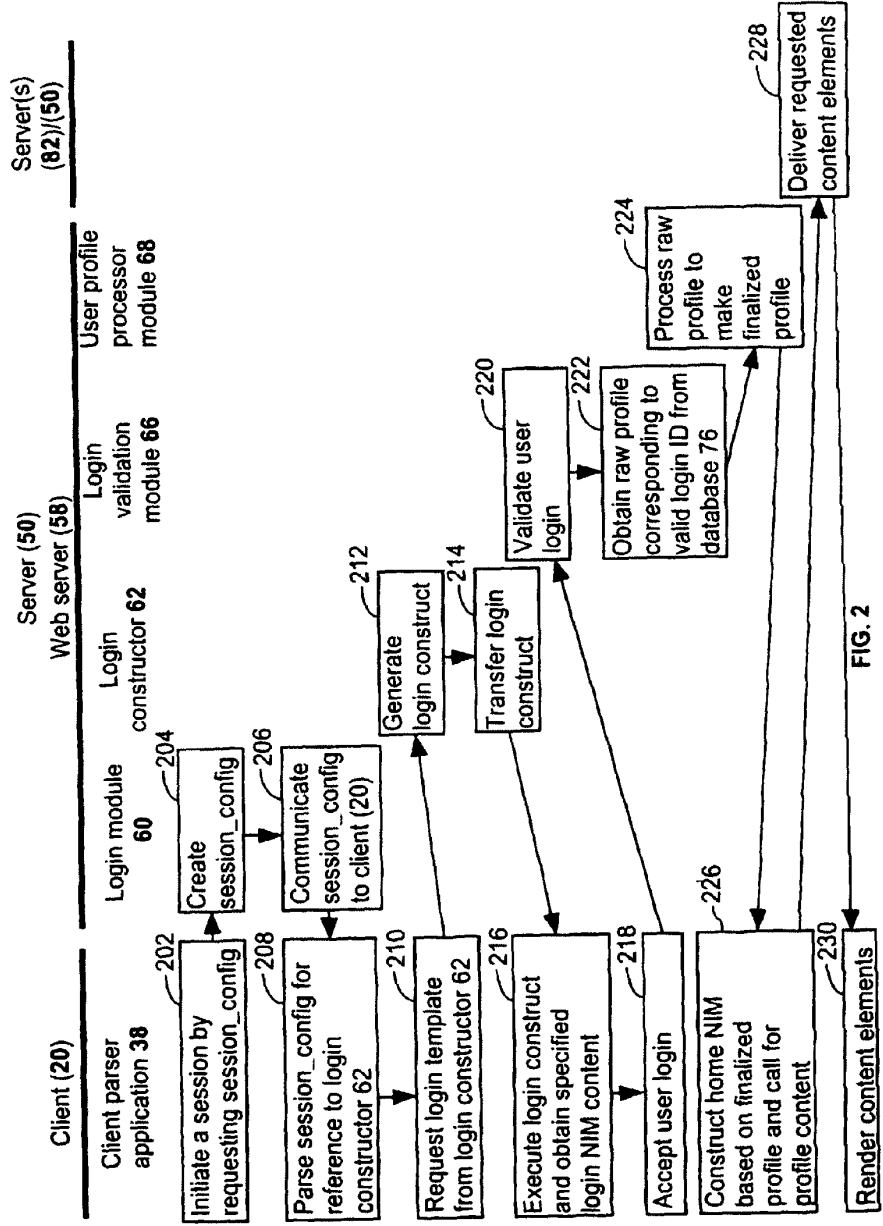 Client (20)
Server (50)
Web server (58)
Server(s)
(82)/(50)
Client parser
application 38
Login module
60
Login
constructor 62
Login
validation
module 66
User profile
processor
module 68
202
Initiate a session by
requesting session_config
204
Create
session_config
206
Communicate
session_config
to client (20)
208
Parse session_config for
reference to login
constructor 62
210
Request login template
from login constructor 62
212
Generate
login construct
214
Transfer login
construct
216
Execute login construct
and obtain specified
login NIM content
218
Accept user login
220
Validate user
login
222
Obtain raw profile
corresponding to
valid login ID from
database 76
224
Process raw
profile to
make
finalized
profile
226
Construct home NIM
based on finalized
profile and call for
profile content
228
Deliver requested
content elements
230
Render content elements
FIG. 2